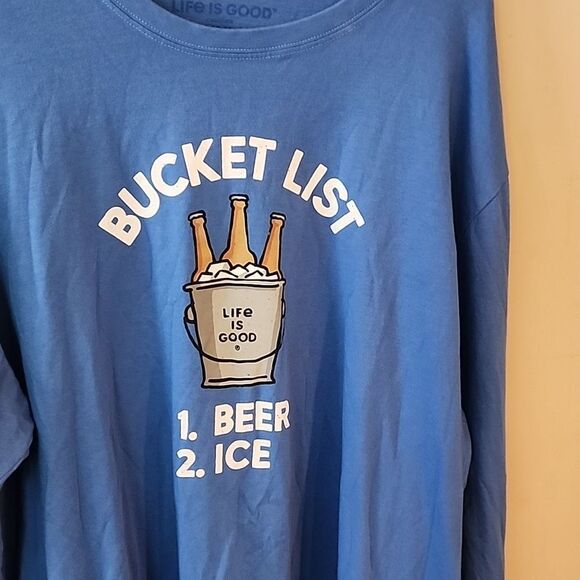 LIFE IS GOOD
BUCKET LIST
LIFE
IS
GOOD
®
1. BEER
2. ICE